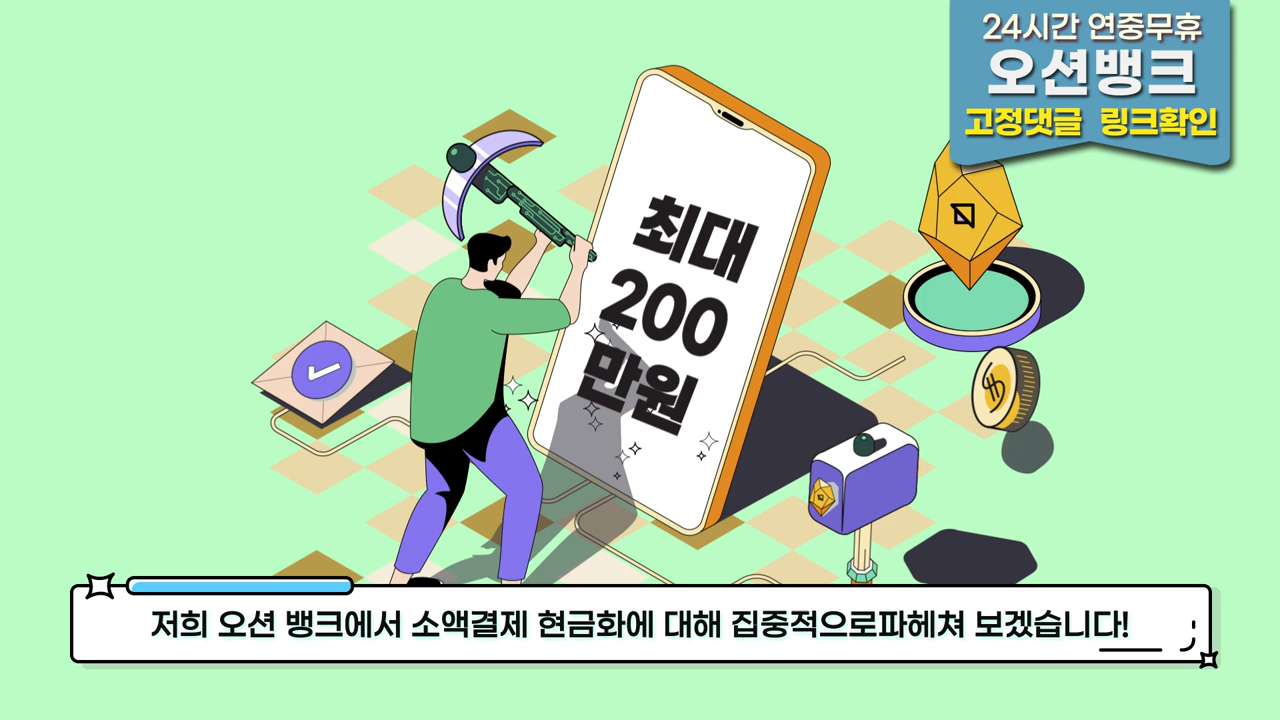 24시간 연중무휴
오션뱅크
고정댓글 링크확인
최대
200
만원
저희 오션 뱅크에서 소액결제 현금화에 대해 집중적으로파헤쳐 보겠습니다!